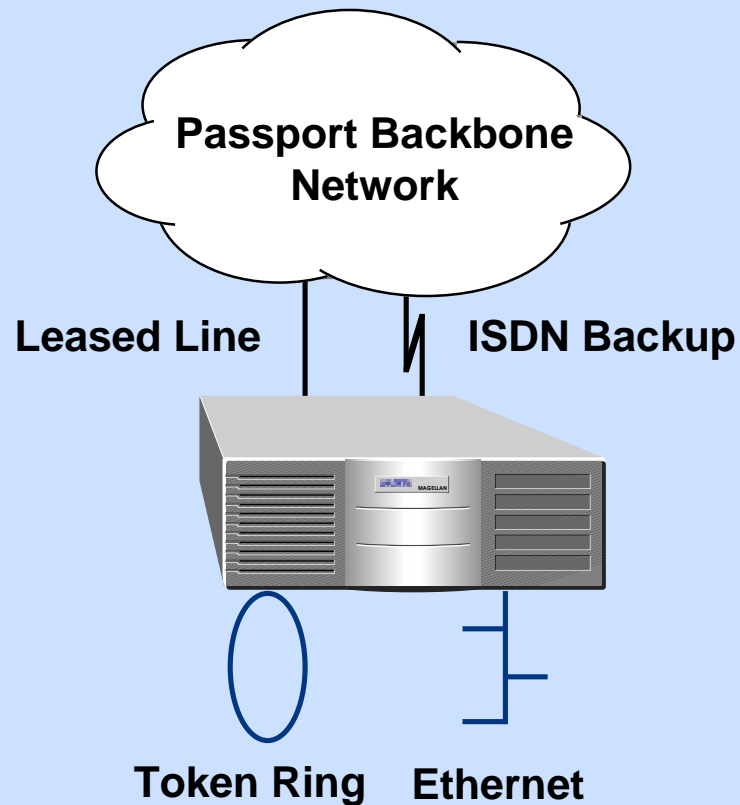 Passport Backbone
Network
Leased Line
ISDN Backup
MAGELLAN
Token Ring
Ethernet